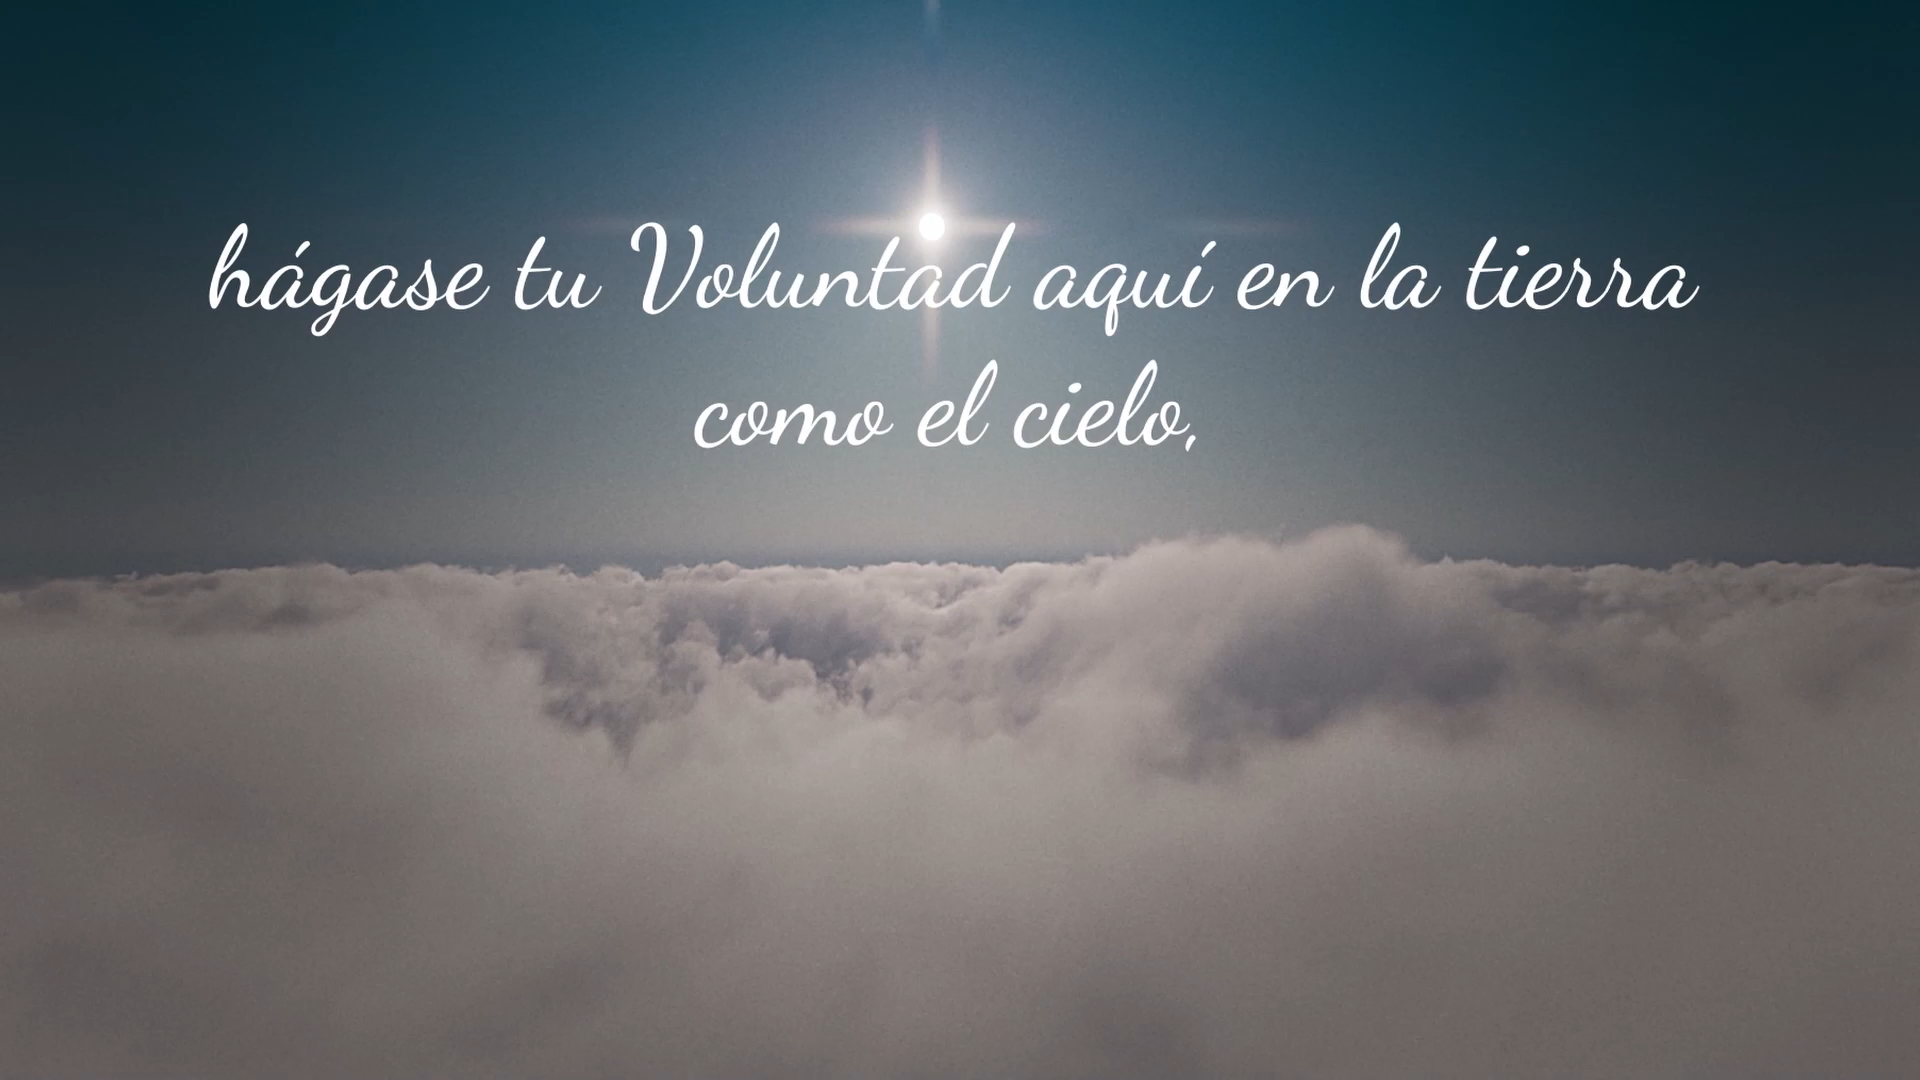 hágase tu Voluntad aquí en la tierra
como el cielo,